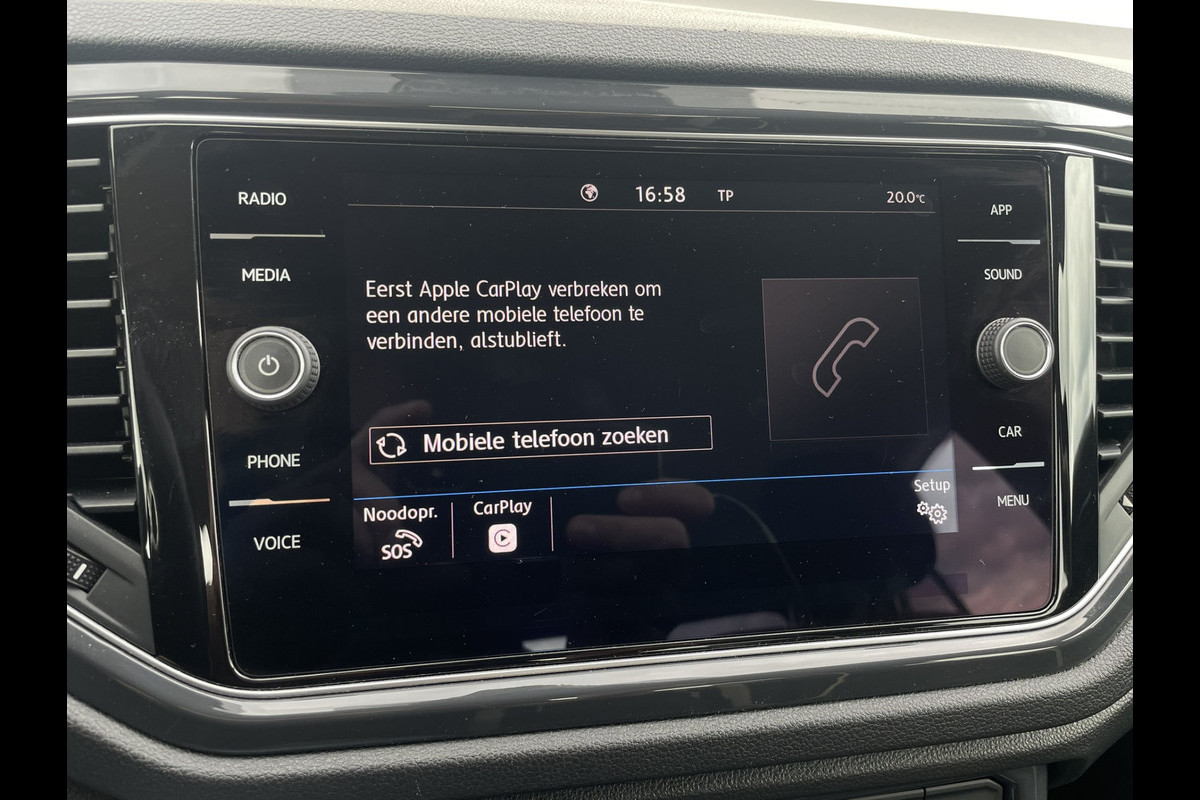 RADIO
MEDIA
PHONE
VOICE
16:58 TP 20.0°C
Eerst Apple CarPlay verbreken om
een andere mobiele telefoon te
verbinden, alstublieft.
Mobiele telefoon zoeken
Noodopr.
SOS
CarPlay
Setup
APP
SOUND
CAR
MENU